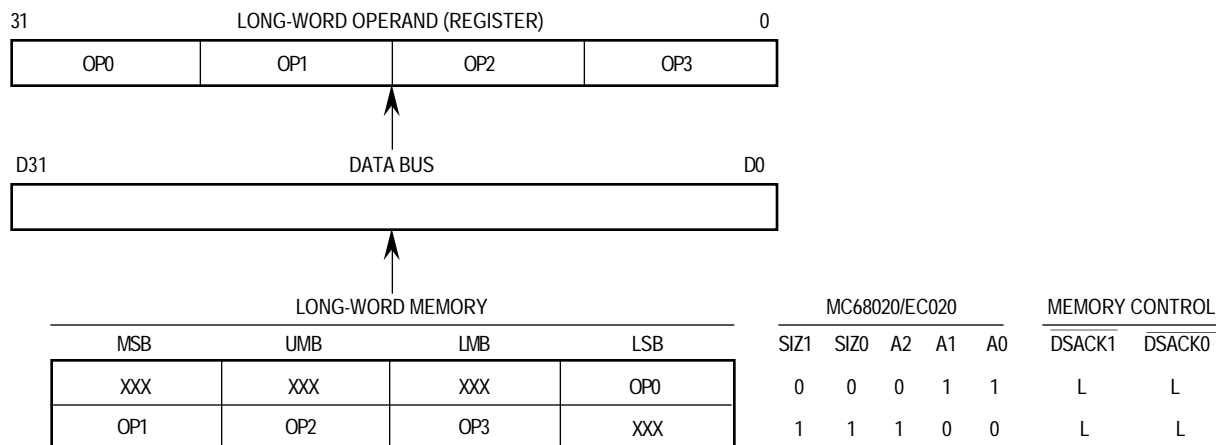 31 LONG-WORD OPERAND (REGISTER) 0
OP0 OP1 OP2 OP3
D31 DATA BUS D0
LONG-WORD MEMORY MC68020/EC020 MEMORY CONTROL
MSB UMB LMB LSB SIZ1 SIZ0 A2 A1 A0 DSACK1 DSACK0
XXX XXX XXX OP0 0 0 0 1 1 L L
OP1 OP2 OP3 XXX 1 1 1 0 0 L L